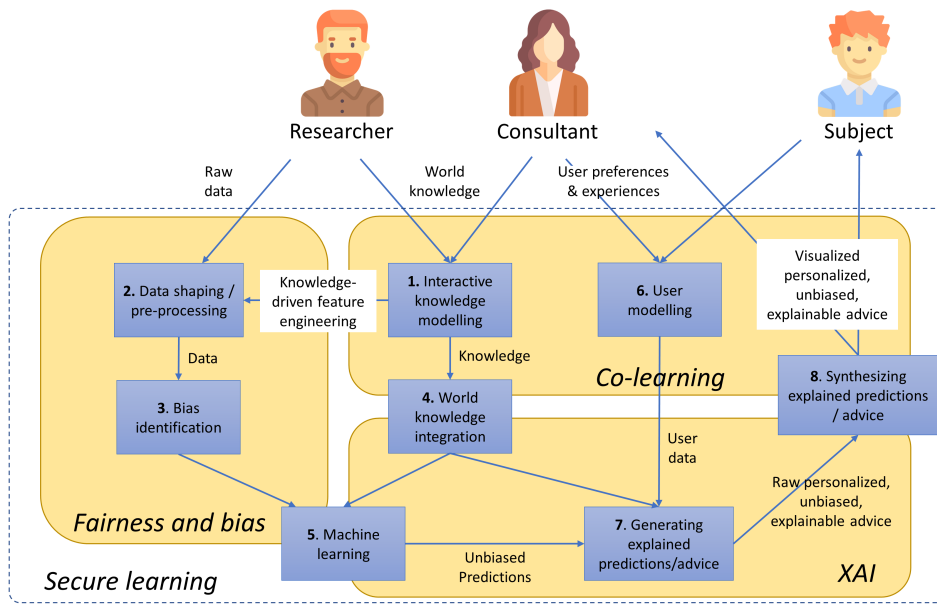 Researcher
Consultant
Subject
Raw
data
World
knowledge
User preferences
& experiences
Knowledge-
driven feature
engineering
Visualized
personalized,
unbiased,
explainable advice
2. Data shaping /
pre-processing
1. Interactive
knowledge
modelling
6. User
modelling
Data
Knowledge
Co-learning
3. Bias
identification
4. World
knowledge
integration
8. Synthesizing
explained predictions
/ advice
User
data
Raw personalized,
unbiased,
explainable advice
Fairness and bias
5. Machine
learning
7. Generating
explained
predictions/advice
Unbiased
Predictions
Secure learning
XAI